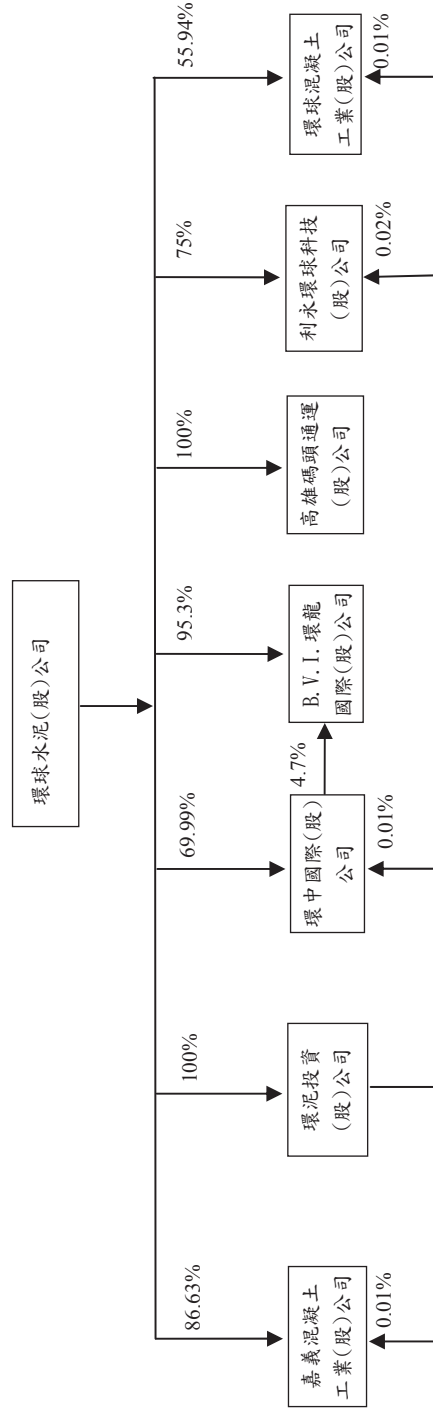 環球水泥(股)公司
86.63%
100%
69.99%
95.3%
100%
75%
55.94%
嘉義混凝土
工業(股)公司
環泥投資
(股)公司
環中國際(股)
公司
4.7%
B.V.I.環龍
國際(股)公司
高雄碼頭通運
(股)公司
利永環球科技
(股)公司
環球混凝土
工業(股)公司
0.01%
0.01%
0.02%
0.01%